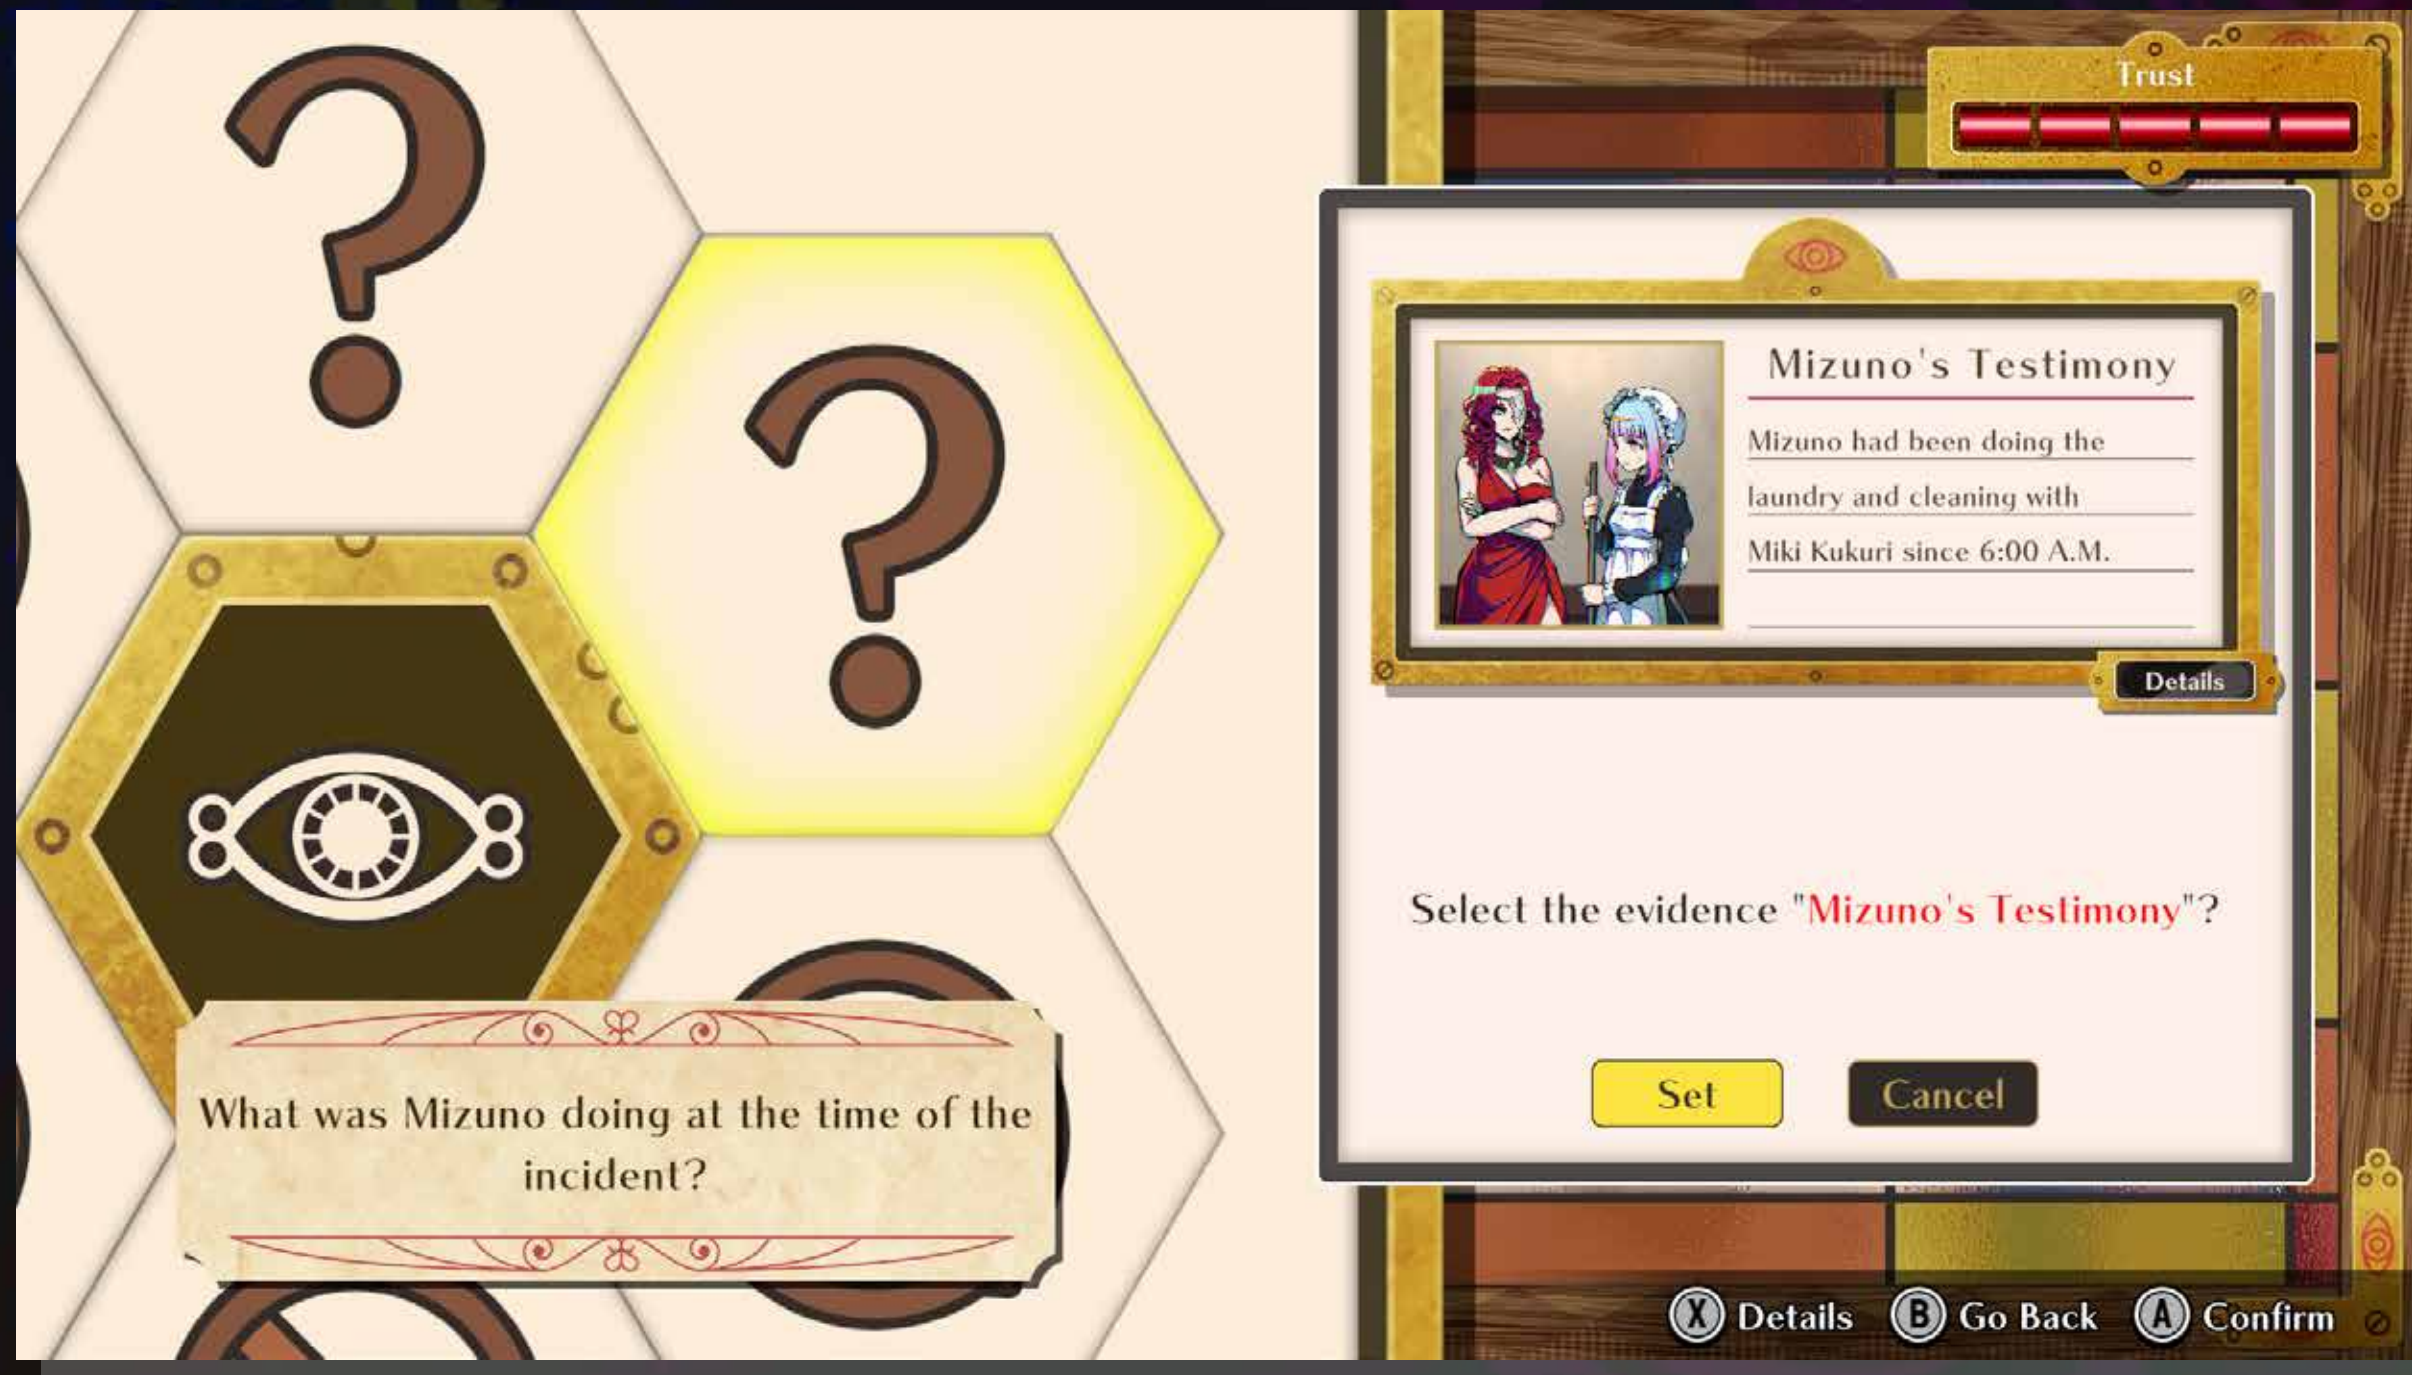 Trust
Mizuno's Testimony
Mizuno had been doing the
laundry and cleaning with
Miki Kukuri since 6:00 A.M.
Details
Select the evidence "Mizuno's Testimony"?
Set
Cancel
What was Mizuno doing at the time of the
incident?
X Details B Go Back A Confirm